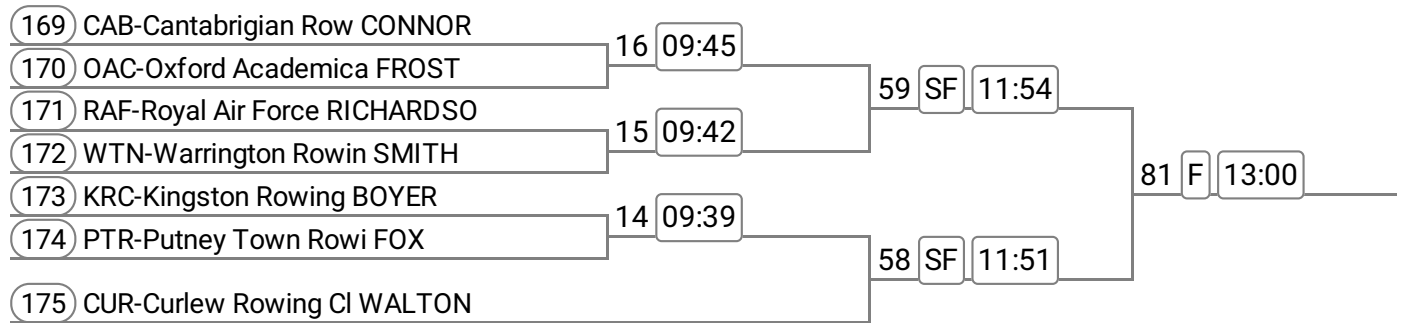 169 CAB-Cantabrigian Row CONNOR
16 09:45
170 OAC-Oxford Academica FROST
59 SF 11:54
171 RAF-Royal Air Force RICHARDSO
15 09:42
172 WTN-Warrington Rowin SMITH
81 F 13:00
173 KRC-Kingston Rowing BOYER
14 09:39
174 PTR-Putney Town Rowi FOX
58 SF 11:51
175 CUR-Curlew Rowing Cl WALTON